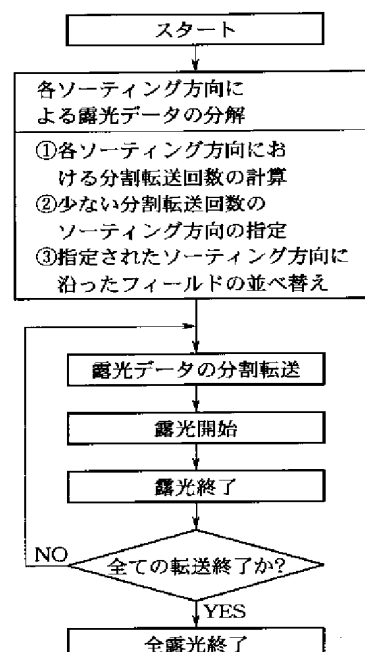 スタート
各ソーティング方向に
よる露光データの分解
①各ソーティング方向にお
ける分割転送回数の計算
②少ない分割転送回数の
ソーティング方向の指定
③指定されたソーティング方向に
沿ったフィールドの並べ替え
露光データの分割転送
露光開始
露光終了
NO
全ての転送終了か?
YES
全露光終了